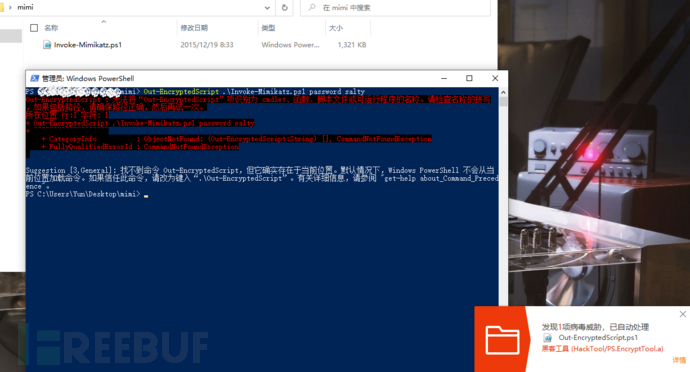 mimi
在 mimi 中搜索
名称
修改日期
类型
大小
Invoke-Mimikatz.ps1
2015/12/19 8:33
Windows Power...
1,321 KB
管理员: Windows PowerShell
PS mimi> Out-EncryptedScript .\Invoke-Mimikatz.ps1 password salty
Out-EncryptedScript : 无法将“Out-EncryptedScript”项识别为 cmdlet、函数、脚本文件或可运行程序的名称。请检查名称的拼写
，如果包括路径，请确保路径正确，然后再试一次。
所在位置 行:1 字符: 1
+ Out-EncryptedScript .\Invoke-Mimikatz.ps1 password salty
+ CategoryInfo : ObjectNotFound: (Out-EncryptedScript:String) [], CommandNotFoundException
+ FullyQualifiedErrorId : CommandNotFoundException
Suggestion [3,General]: 找不到命令 Out-EncryptedScript，但它确实存在于当前位置。默认情况下，Windows PowerShell 不会从当
前位置加载命令。如果信任此命令，请改为键入“.\Out-EncryptedScript”。有关详细信息，请参阅 "get-help about_Command_Preced
ence"。
PS C:\Users\Yun\Desktop\mimi>
发现1项病毒威胁，已自动处理
Out-EncryptedScript.ps1
黑客工具 (HackTool/PS.EncryptTool.a)
详情
FREEBUF